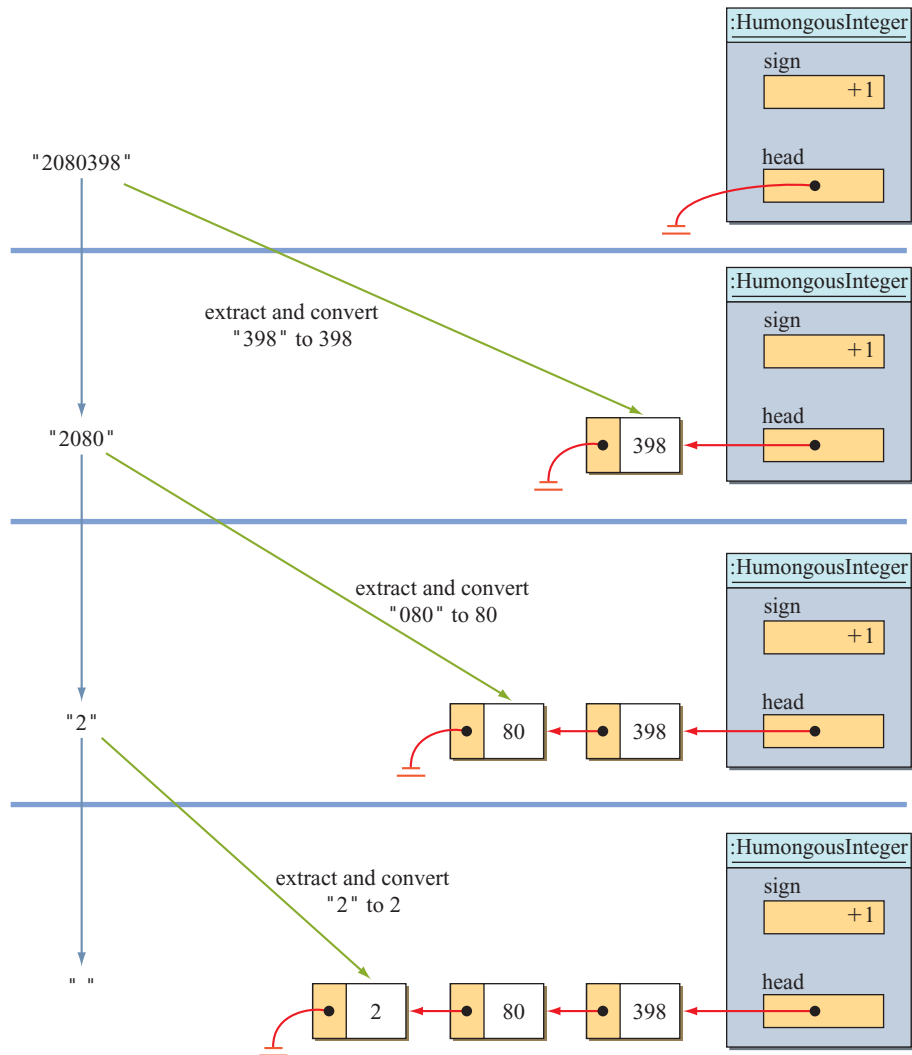 :HumongousInteger
sign
+1
head
"2080398"
:HumongousInteger
sign
+1
extract and convert
"398" to 398
head
"2080"
398
:HumongousInteger
extract and convert
"080" to 80
sign
+1
head
"2"
80
398
:HumongousInteger
extract and convert
"2" to 2
sign
+1
head
" "
2
80
398